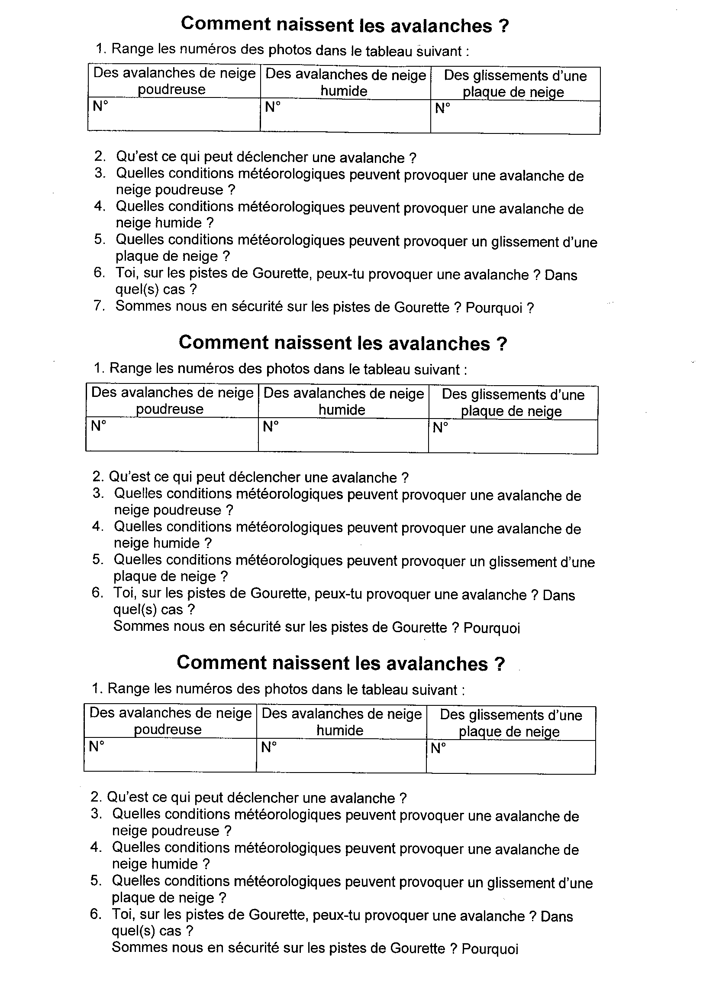 Comment naissent les avalanches ?
1. Range les numéros des photos dans le tableau suivant :
Des avalanches de neige poudreuse
Des avalanches de neige humide
Des glissements d'une plaque de neige
N°
N°
N°
2. Qu'est ce qui peut déclencher une avalanche ?
3. Quelles conditions météorologiques peuvent provoquer une avalanche de
neige poudreuse ?
4. Quelles conditions météorologiques peuvent provoquer une avalanche de
neige humide ?
5. Quelles conditions météorologiques peuvent provoquer un glissement d'une
plaque de neige ?
6. Toi, sur les pistes de Gourette, peux-tu provoquer une avalanche ? Dans
quel(s) cas ?
7. Sommes nous en sécurité sur les pistes de Gourette ? Pourquoi ?
Comment naissent les avalanches ?
1. Range les numéros des photos dans le tableau suivant :
Des avalanches de neige poudreuse
Des avalanches de neige humide
Des glissements d'une plaque de neige
N°
N°
N°
2. Qu'est ce qui peut déclencher une avalanche ?
3. Quelles conditions météorologiques peuvent provoquer une avalanche de
neige poudreuse ?
4. Quelles conditions météorologiques peuvent provoquer une avalanche de
neige humide ?
5. Quelles conditions météorologiques peuvent provoquer un glissement d'une
plaque de neige ?
6. Toi, sur les pistes de Gourette, peux-tu provoquer une avalanche ? Dans
quel(s) cas ?
Sommes nous en sécurité sur les pistes de Gourette ? Pourquoi
Comment naissent les avalanches ?
1. Range les numéros des photos dans le tableau suivant :
Des avalanches de neige poudreuse
Des avalanches de neige humide
Des glissements d'une plaque de neige
N°
N°
N°
2. Qu'est ce qui peut déclencher une avalanche ?
3. Quelles conditions météorologiques peuvent provoquer une avalanche de
neige poudreuse ?
4. Quelles conditions météorologiques peuvent provoquer une avalanche de
neige humide ?
5. Quelles conditions météorologiques peuvent provoquer un glissement d'une
plaque de neige ?
6. Toi, sur les pistes de Gourette, peux-tu provoquer une avalanche ? Dans
quel(s) cas ?
Sommes nous en sécurité sur les pistes de Gourette ? Pourquoi